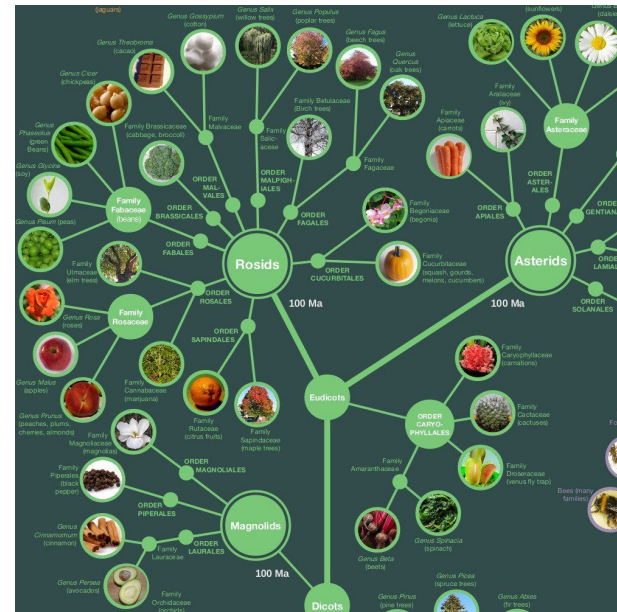 (jaguars)
Genus Gossypium
(cotton)
Genus Salix
(willow trees)
Genus Populus
(poplar trees)
Genus Fagus
(beech trees)
Genus
Quercus
(oak trees)
Genus Theobroma
(cacao)
Genus Cicer
(chickpeas)
Genus
Phaseolus
(green
Beans)
Genus Glycine
(soy)
Genus Pisum (peas)
Family Brassicaceae
(cabbage, broccoli)
Family
Malvaceae
Family
Salic-
aceae
Family Betulaceae
(Birch trees)
Family
Fagaceae
Family
Fabaceae
(beans)
ORDER
MAL-
VALES
ORDER
BRASSICALES
ORDER
FABALES
ORDER
MALPIGH-
IALES
ORDER
FAGALES
Family
Begoniaceae
(begonia)
Family
Cucurbitaceae
(squash, gourds,
melons, cucumbers)
ORDER
CUCURBITALES
Rosids
100 Ma
Family
Ulmaceae
(elm trees)
ORDER
ROSALES
ORDER
SAPINDALES
Family
Rosaceae
Genus Rosa
(roses)
Genus Malus
(apples)
Genus Prunus
(peaches, plums,
cherries, almonds)
Family
Cannabaceae
(marijuana)
Family
Rutaceae
(citrus fruits)
Family
Sapindaceae
(maple trees)
Genus Lactuca
(lettuce)
(sunflowers)
Family
Asteraceae
Family
Araliaceae
(ivy)
Family
Apiaceae
(carrots)
ORDER
ASTER-
ALES
ORDER
APIALES
ORDE
GENTIAN
ORDE
LAMIAL
ORDER
SOLANALES
Asterids
100 Ma
Eudicots
ORDER
CARYO-
PHYLLALES
Family
Caryophyllaceae
(carnations)
Family
Cactaceae
(cactuses)
Family
Droseraceae
(venus fly trap)
Family
Amaranthaceae
Genus Spinacia
(spinach)
Genus Beta
(beets)
Family
Magnoliaceae
(magnolias)
ORDER
MAGNOLIALES
Family
Piperales
(black
pepper)
ORDER
PIPERALES
Magnolids
100 Ma
Genus
Cinnamomum
(cinnamon)
Family
Lauraceae
ORDER
LAURALES
Genus Persea
(avocados)
Family
Orchidaceae
(orchids)
Dicots
Bees (many
families)
Genus Picea
(spruce trees)
Genus Pinus
(pine trees)
Genus Abies
(fir trees)